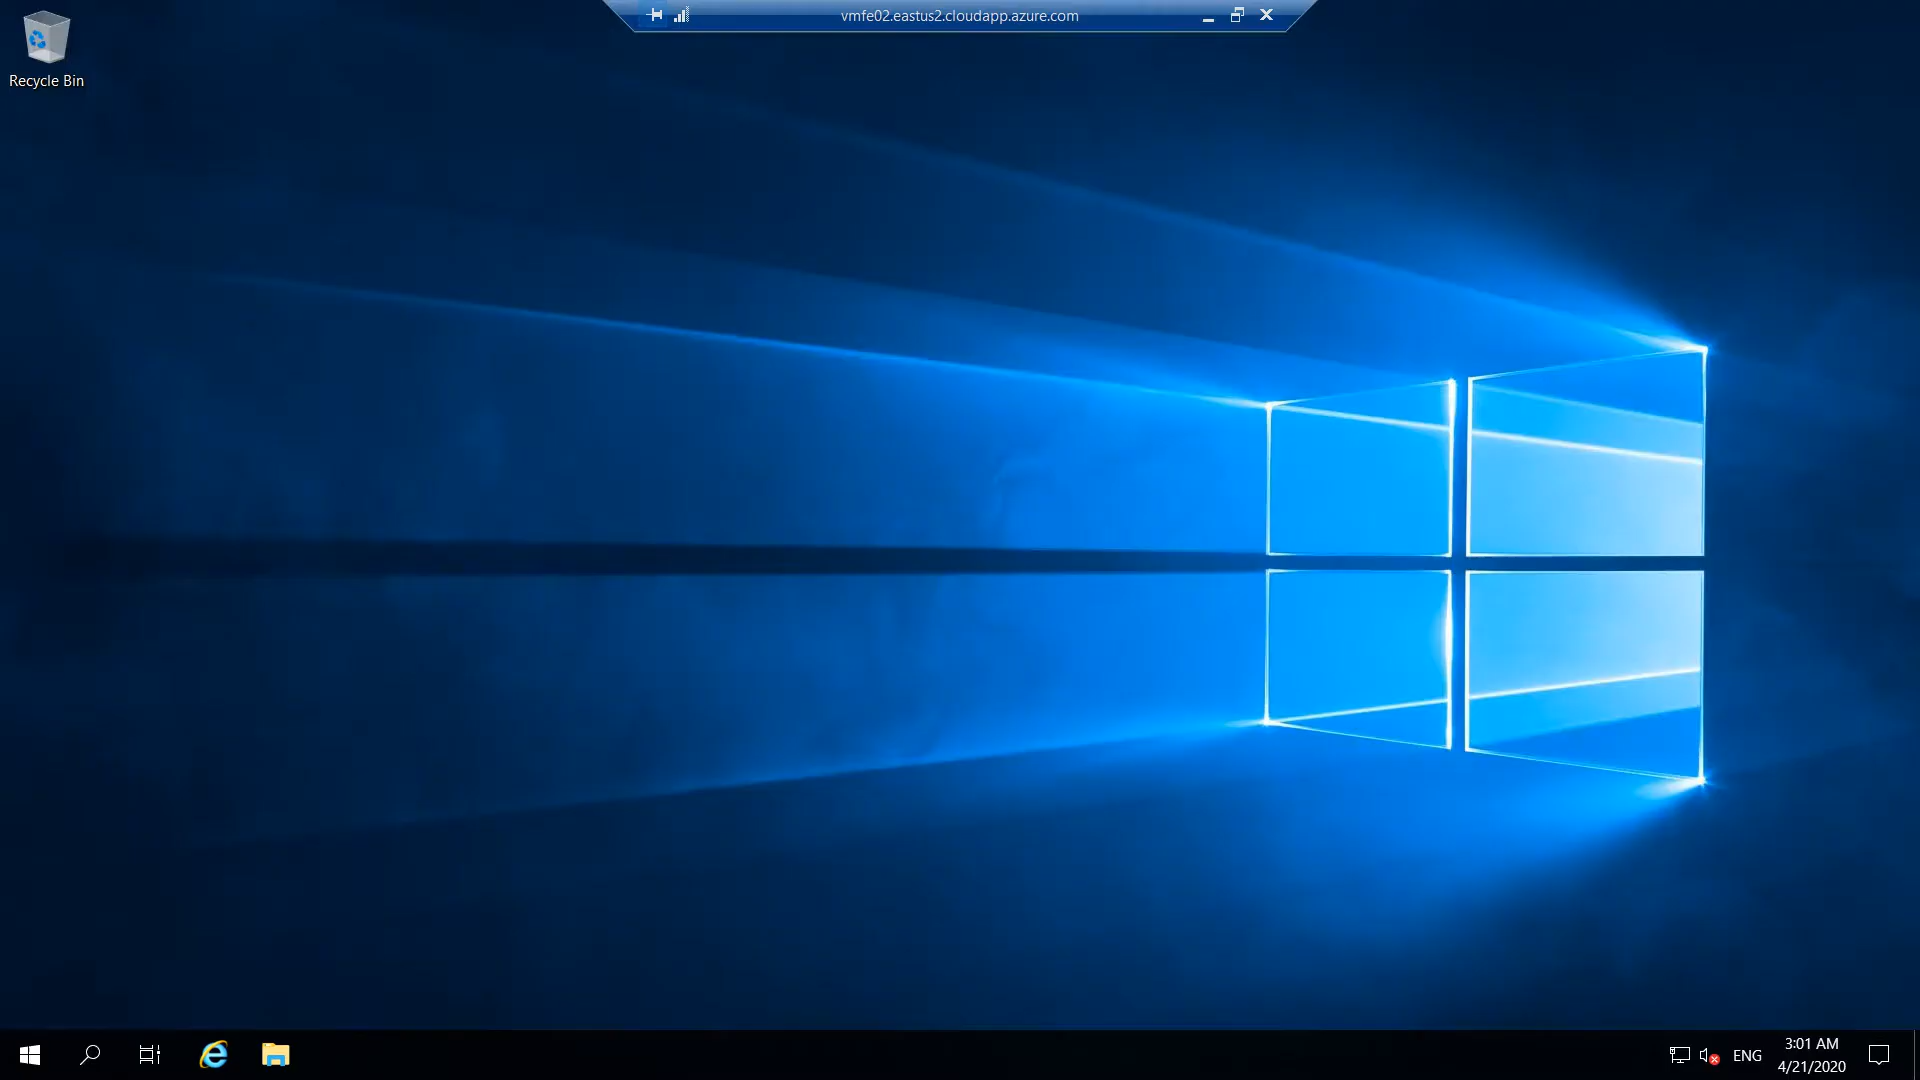 vmfe02.eastus2.cloudapp.azure.com
Recycle Bin
ENG
3:01 AM
4/21/2020